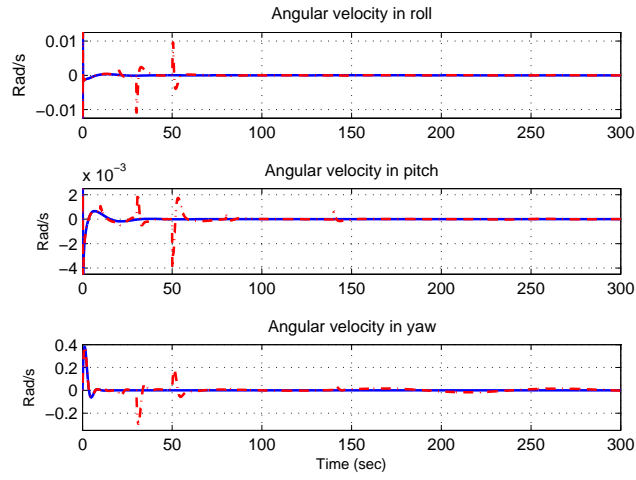 Angular velocity in roll
0.01
0
−0.01
Rad/s
0 50 100 150 200 250 300
x 10⁻³
Angular velocity in pitch
2
0
−2
−4
Rad/s
0 50 100 150 200 250 300
Angular velocity in yaw
0.4
0.2
0
−0.2
Rad/s
0 50 100 150 200 250 300
Time (sec)